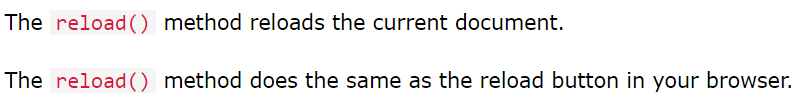 The reload() method reloads the current document.
The reload() method does the same as the reload button in your browser.